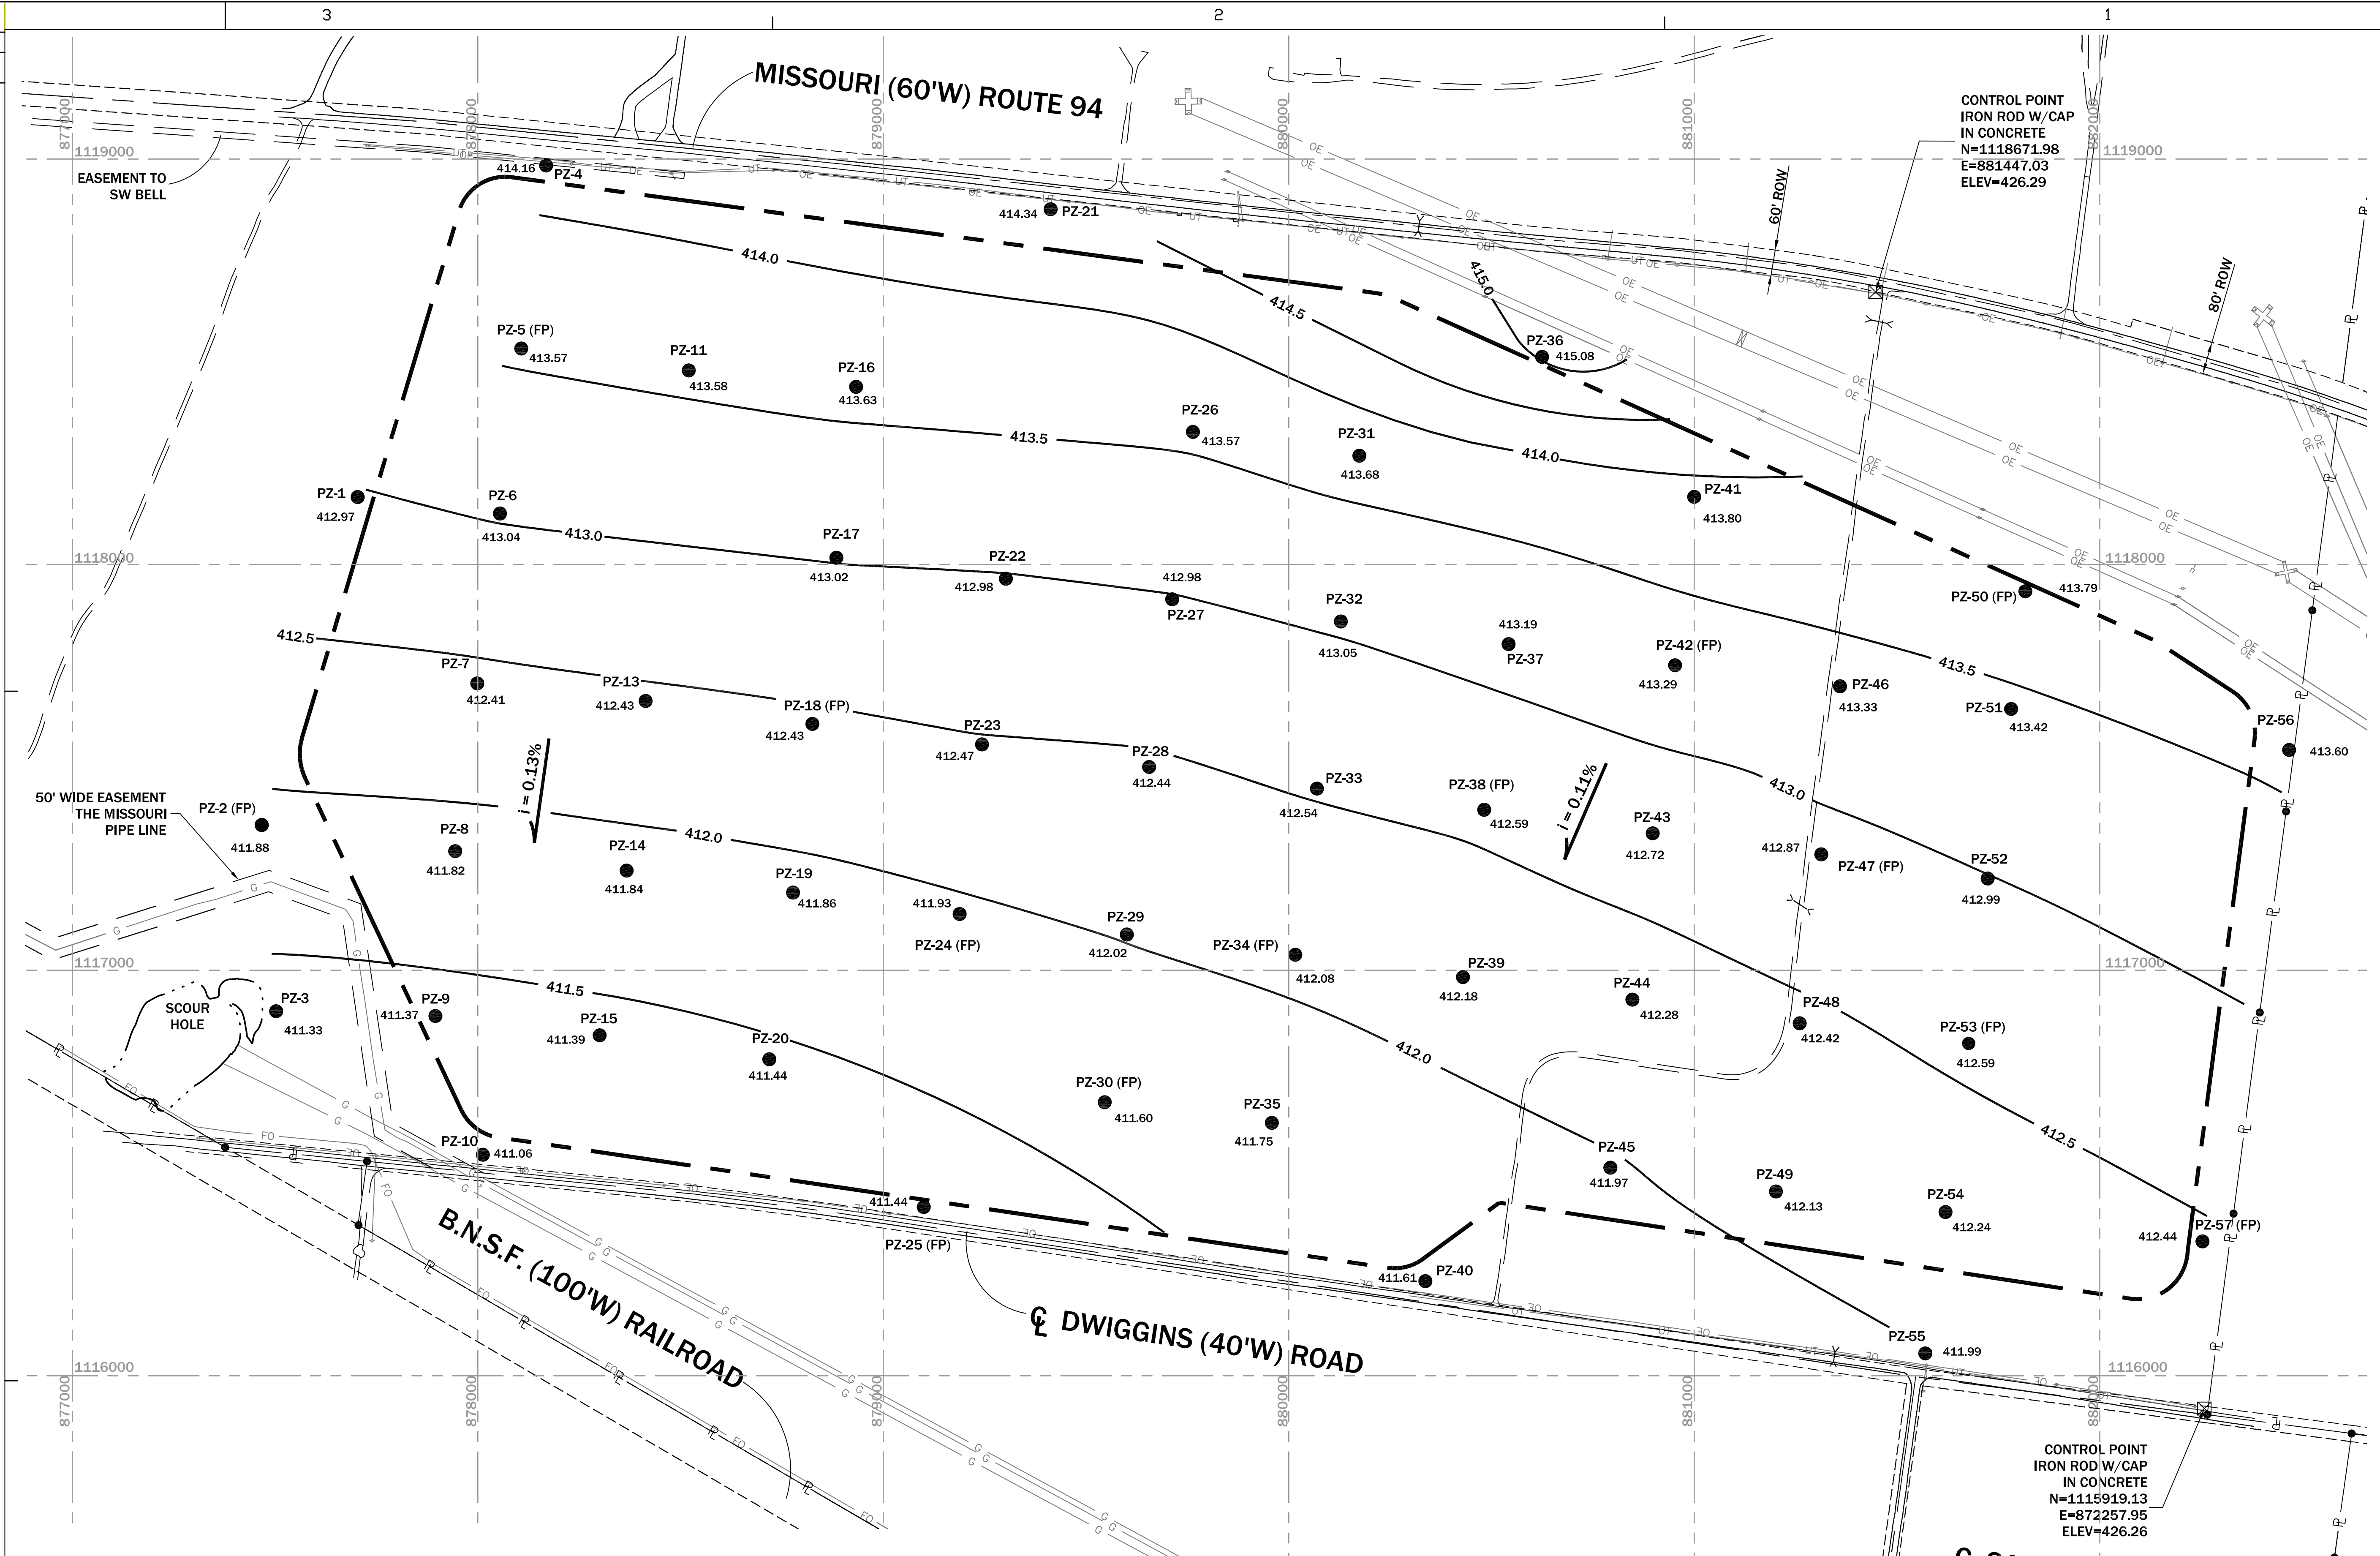 3
2
1
MISSOURI (60'W) ROUTE 94
877000
878000
879000
880000
881000
882000
1119000
1119000
CONTROL POINT
IRON ROD W/CAP
IN CONCRETE
N=1118671.98
E=881447.03
ELEV=426.29
EASEMENT TO
SW BELL
414.16
PZ-4
414.34
PZ-21
60' ROW
80' ROW
414.0
414.5
415.0
PZ-36
415.08
PZ-5 (FP)
413.57
PZ-11
413.58
PZ-16
413.63
PZ-26
413.57
PZ-31
413.68
413.5
414.0
PZ-1
412.97
PZ-6
413.04
413.0
PZ-41
413.80
PZ-17
413.02
PZ-22
412.98
412.98
PZ-27
1118000
1118000
PZ-50 (FP)
413.79
PZ-32
413.05
413.19
PZ-37
PZ-42 (FP)
413.29
412.5
PZ-7
412.41
PZ-13
412.43
PZ-18 (FP)
412.43
PZ-23
412.47
PZ-28
412.44
PZ-46
413.33
PZ-51
413.42
413.5
PZ-56
413.60
i = 0.13%
i = 0.11%
PZ-33
412.54
PZ-38 (FP)
412.59
413.0
50' WIDE EASEMENT
THE MISSOURI
PIPE LINE
PZ-2 (FP)
411.88
PZ-8
411.82
412.0
PZ-14
411.84
PZ-19
411.86
411.93
PZ-24 (FP)
PZ-29
412.02
PZ-43
412.72
412.87
PZ-47 (FP)
PZ-52
412.99
PZ-34 (FP)
412.08
PZ-39
412.18
PZ-44
412.28
1117000
1117000
SCOUR
HOLE
PZ-3
411.33
411.5
PZ-9
411.37
PZ-15
411.39
PZ-20
411.44
PZ-48
412.42
PZ-53 (FP)
412.59
412.0
PZ-30 (FP)
411.60
PZ-35
411.75
PZ-10
411.06
412.5
PZ-45
411.97
PZ-49
412.13
PZ-54
412.24
411.44
PZ-25 (FP)
PZ-57 (FP)
412.44
411.61
PZ-40
B.N.S.F. (100'W) RAILROAD
CL DWIGGINS (40'W) ROAD
PZ-55
411.99
1116000
1116000
877000
878000
879000
880000
881000
882000
CONTROL POINT
IRON ROD W/CAP
IN CONCRETE
N=1115919.13
E=872257.95
ELEV=426.26